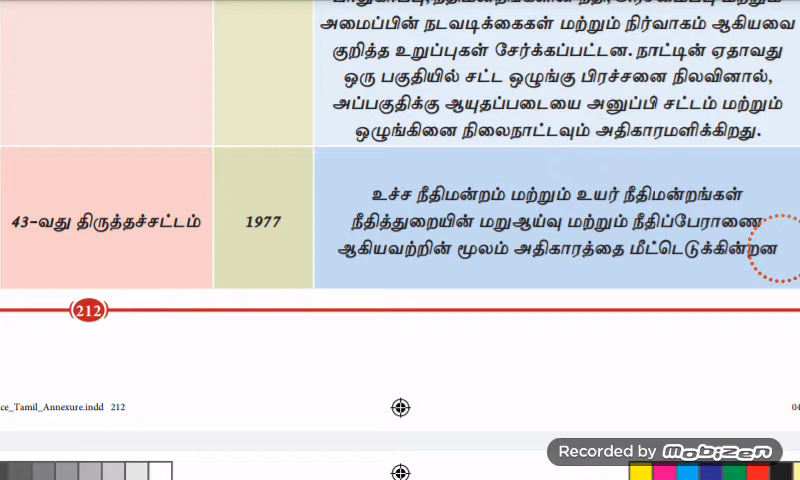 அமைப்பின் நடவடிக்கைகள் மற்றும் நிர்வாகம் ஆகியவை
குறித்த உறுப்புகள் சேர்க்கப்பட்டன. நாட்டின் ஏதாவது
ஒரு பகுதியில் சட்ட ஒழுங்கு பிரச்சனை நிலவினால்,
அப்பகுதிக்கு ஆயுதப்படையை அனுப்பி சட்டம் மற்றும்
ஒழுங்கினை நிலைநாட்டவும் அதிகாரமளிக்கிறது.
43-வது திருத்தச்சட்டம்
1977
உச்ச நீதிமன்றம் மற்றும் உயர் நீதிமன்றங்கள்
நீதித்துறையின் மறுஆய்வு மற்றும் நீதிப்பேராணை
ஆகியவற்றின் மூலம் அதிகாரத்தை மீட்டெடுக்கின்றன
212
ce_Tamil_Annexure.indd 212
04
Recorded by mobizen